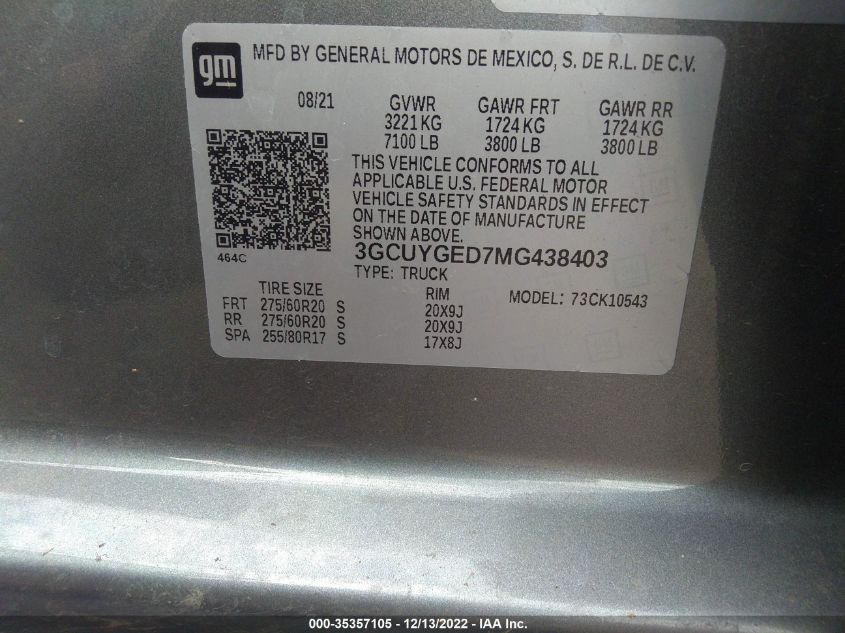 gm
MFD BY GENERAL MOTORS DE MEXICO, S. DE R.L. DE C.V.
08/21 GVWR GAWR FRT GAWR RR
3221 KG 1724 KG 1724 KG
7100 LB 3800 LB 3800 LB
THIS VEHICLE CONFORMS TO ALL
APPLICABLE U.S. FEDERAL MOTOR
VEHICLE SAFETY STANDARDS IN EFFECT
ON THE DATE OF MANUFACTURE
SHOWN ABOVE.
464C
3GCUYGED7MG438403
TYPE: TRUCK
TIRE SIZE RIM MODEL: 73CK10543
FRT 275/60R20 S 20X9J
RR 275/60R20 S 20X9J
SPA 255/80R17 S 17X8J
000-35357105 - 12/13/2022 - IAA Inc.